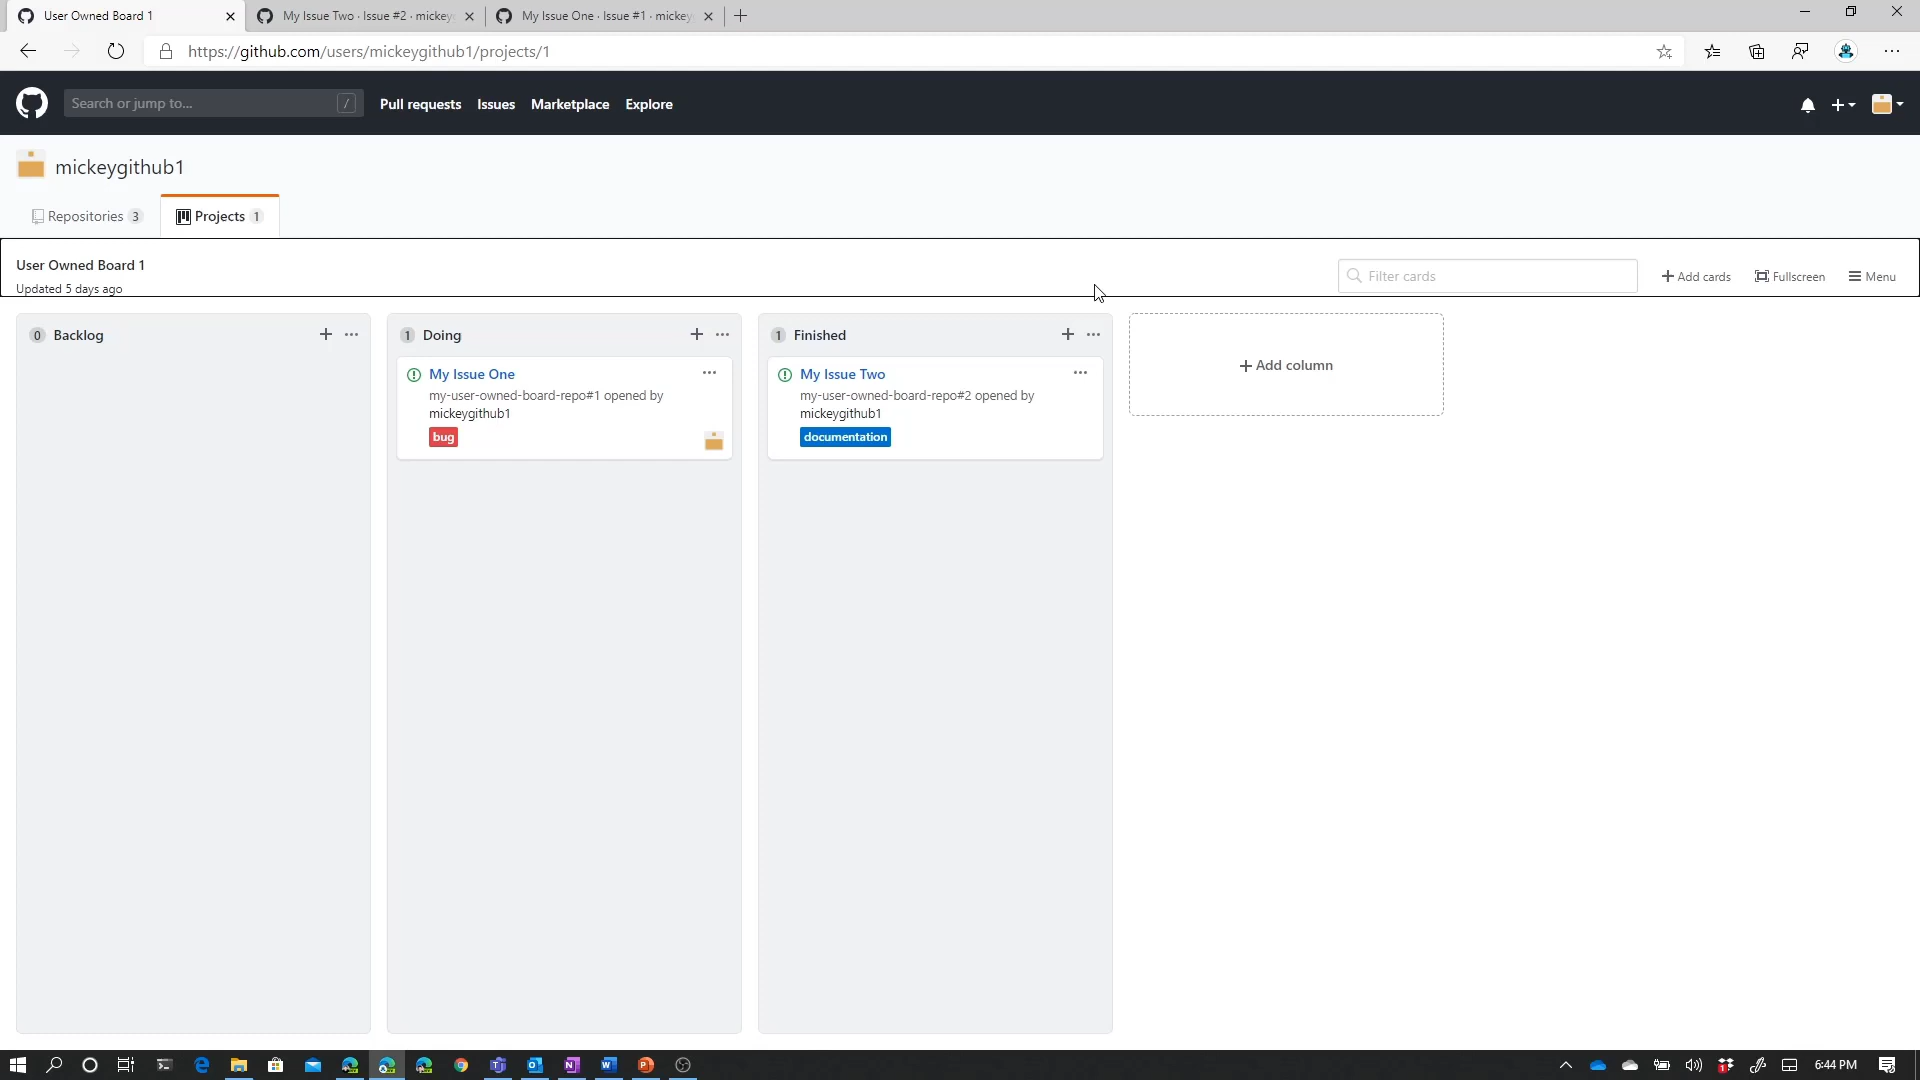 User Owned Board 1
My Issue Two · Issue #2 · mickey
My Issue One · Issue #1 · mickey
https://github.com/users/mickeygithub1/projects/1
Search or jump to...
/
Pull requests
Issues
Marketplace
Explore
mickeygithub1
Repositories 3
Projects 1
User Owned Board 1
Updated 5 days ago
Filter cards
Add cards
Fullscreen
Menu
0 Backlog
1 Doing
My Issue One
my-user-owned-board-repo#1 opened by
mickeygithub1
bug
1 Finished
My Issue Two
my-user-owned-board-repo#2 opened by
mickeygithub1
documentation
Add column
6:44 PM